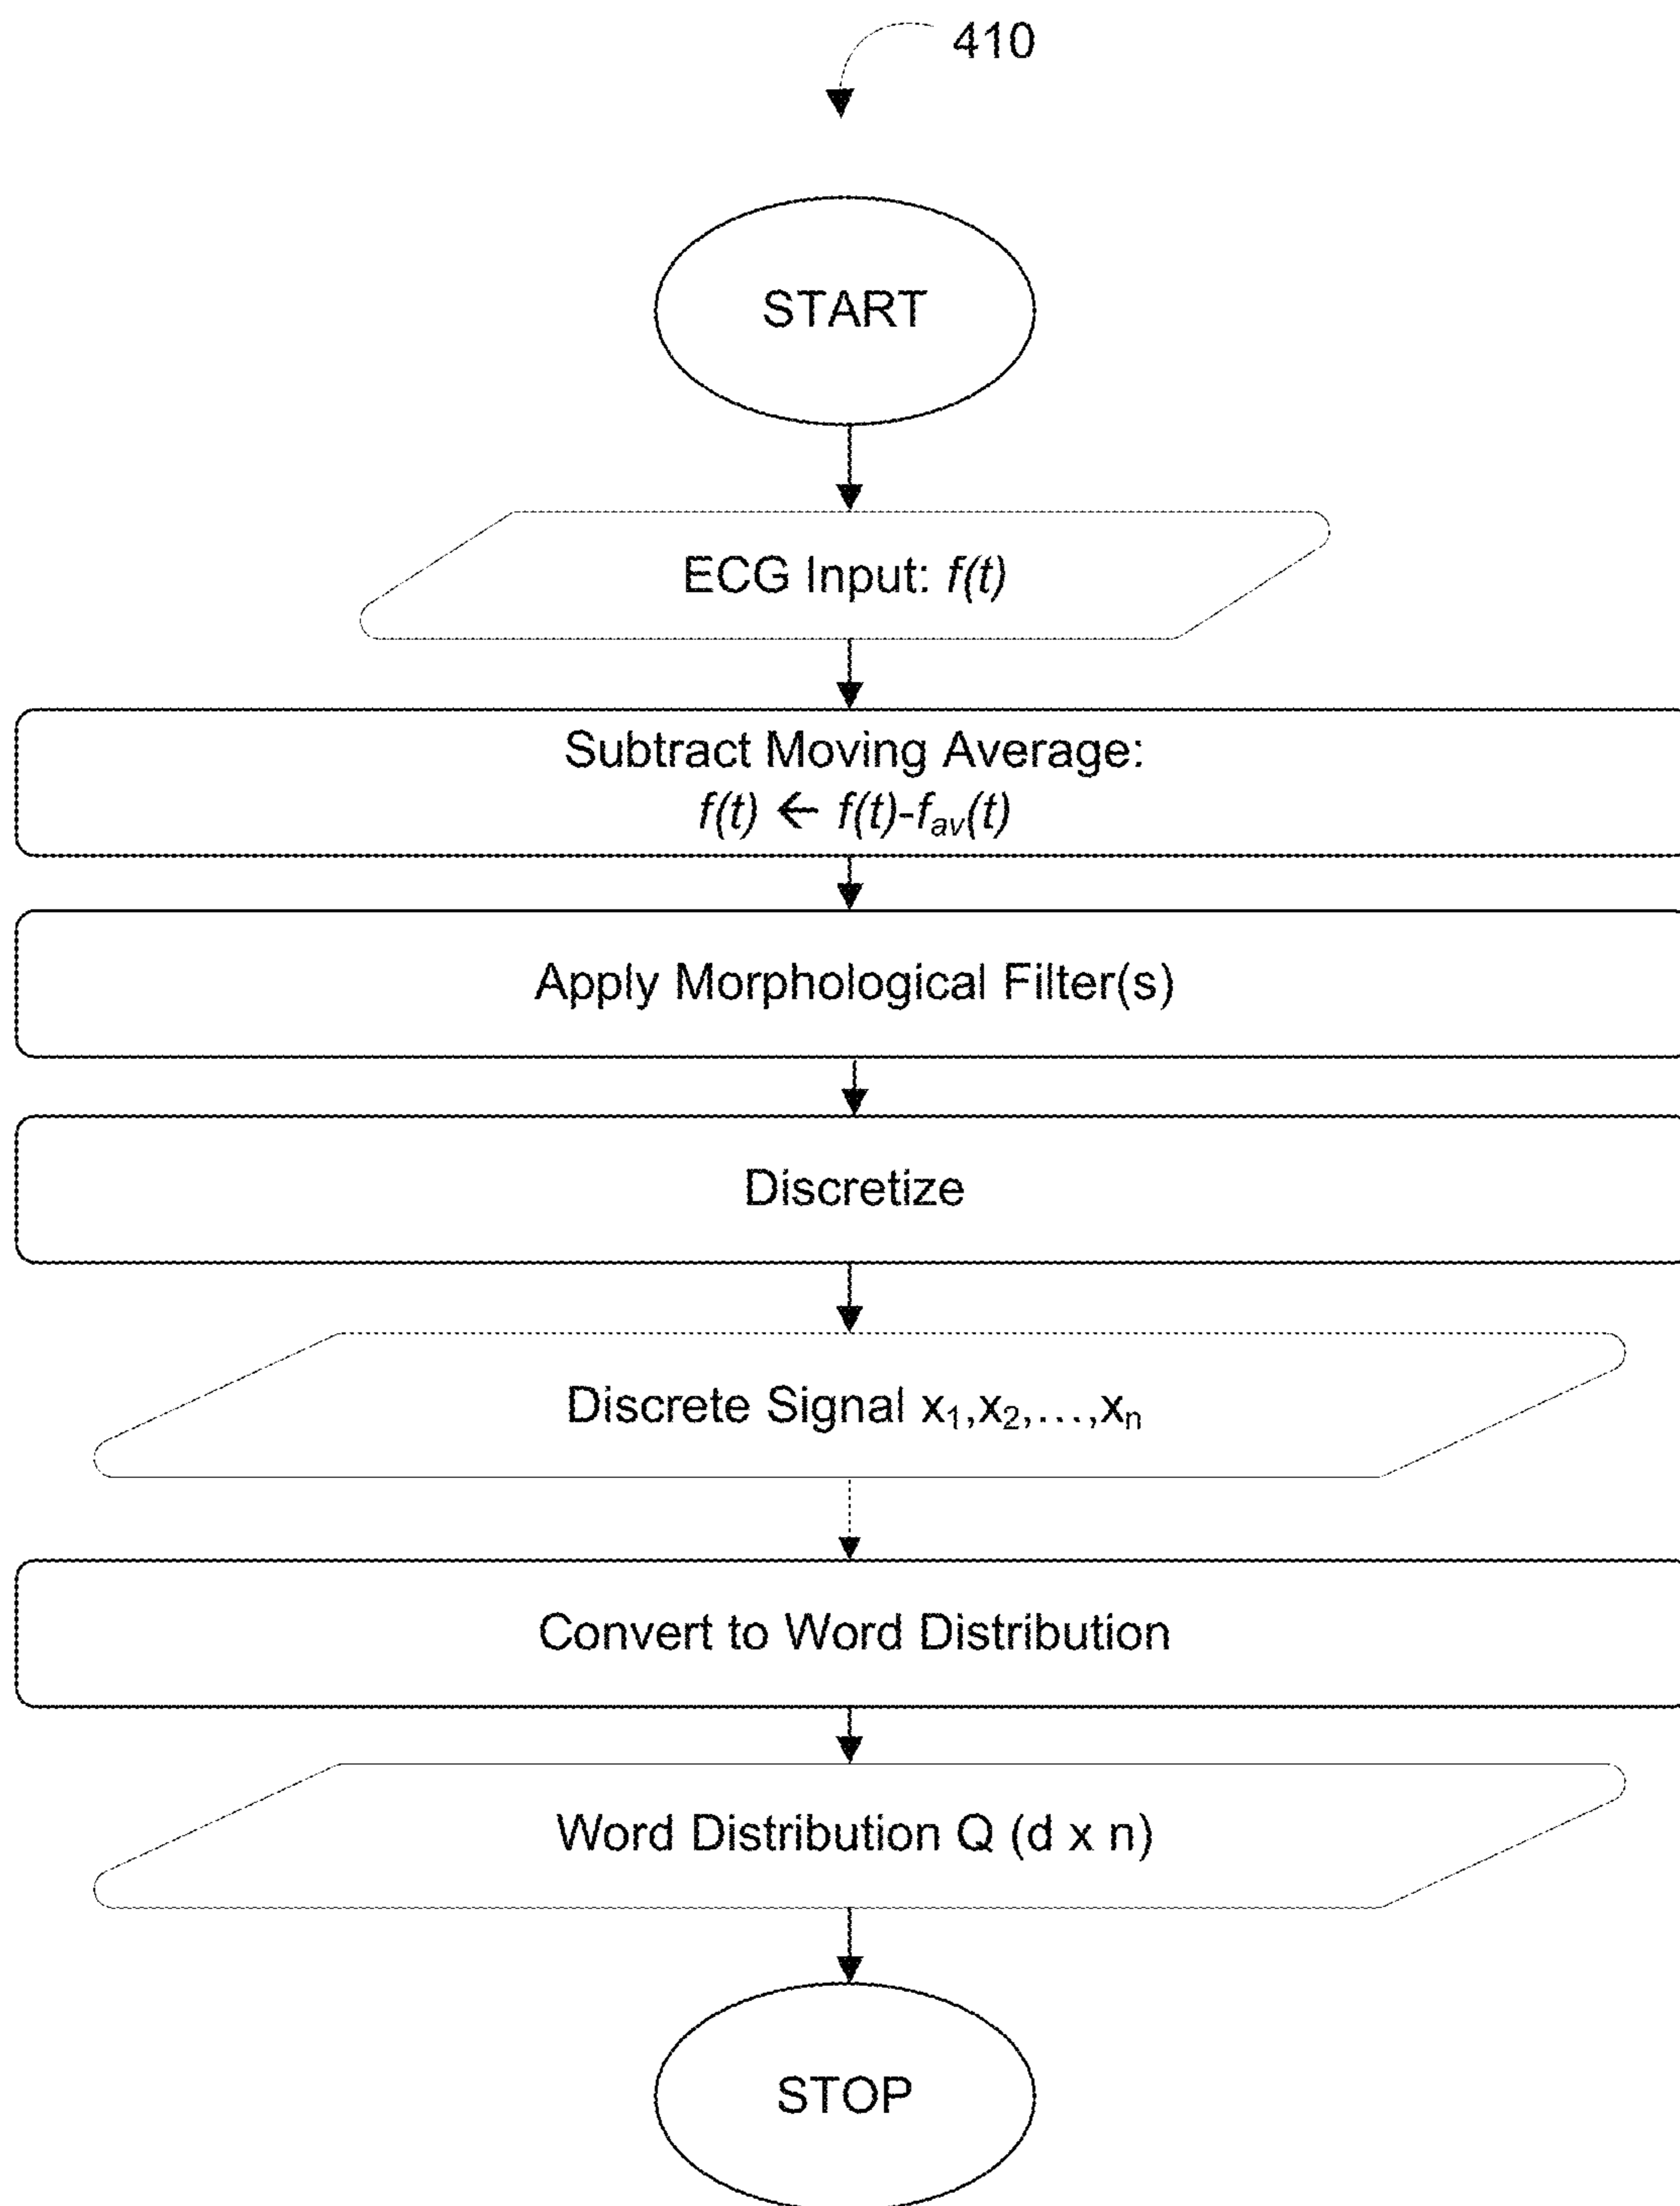 410
START
ECG Input: f(t)
Subtract Moving Average:
f(t) ← f(t)-fav(t)
Apply Morphological Filter(s)
Discretize
Discrete Signal x1,x2,...,xn
Convert to Word Distribution
Word Distribution Q (d x n)
STOP